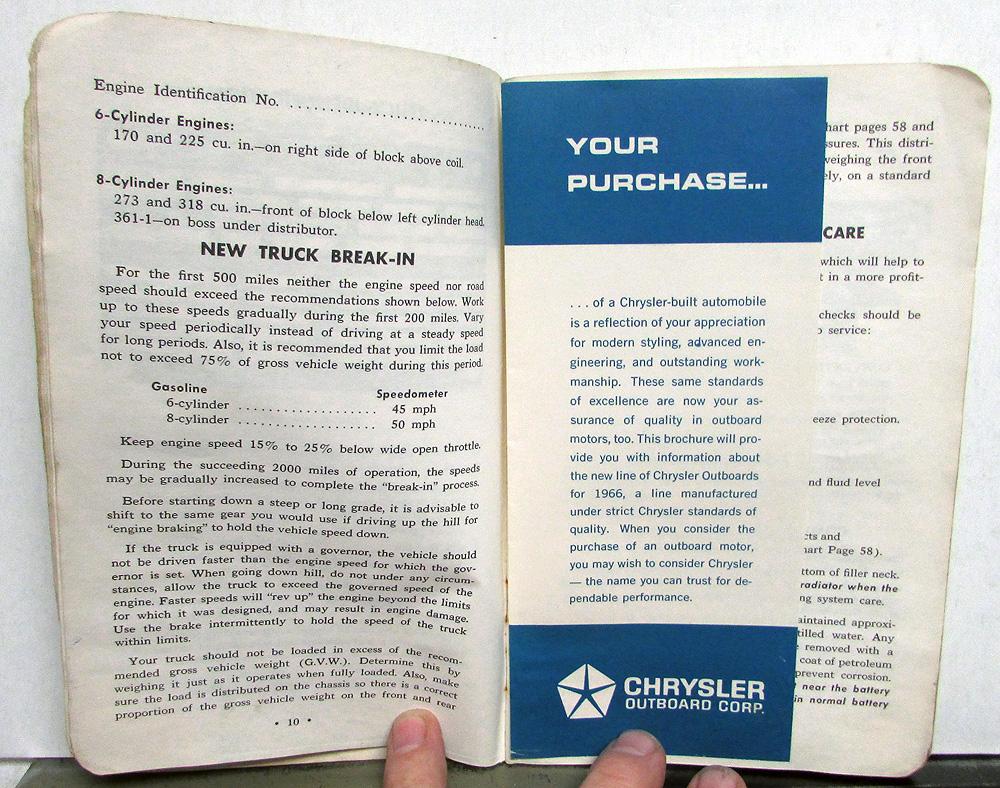 Engine Identification No. ........................................
6-Cylinder Engines:
170 and 225 cu. in.—on right side of block above coil.
8-Cylinder Engines:
273 and 318 cu. in.—front of block below left cylinder head.
361-1—on boss under distributor.
NEW TRUCK BREAK-IN
For the first 500 miles neither the engine speed nor road
speed should exceed the recommendations shown below. Work
up to these speeds gradually during the first 200 miles. Vary
your speed periodically instead of driving at a steady speed
for long periods. Also, it is recommended that you limit the load
not to exceed 75% of gross vehicle weight during this period.
Gasoline Speedometer
6-cylinder .................... 45 mph
8-cylinder .................... 50 mph
Keep engine speed 15% to 25% below wide open throttle.
During the succeeding 2000 miles of operation, the speeds
may be gradually increased to complete the "break-in" process.
Before starting down a steep or long grade, it is advisable to
shift to the same gear you would use if driving up the hill for
"engine braking" to hold the vehicle speed down.
If the truck is equipped with a governor, the vehicle should
not be driven faster than the engine speed for which the gov-
ernor is set. When going down hill, do not under any circum-
stances, allow the truck to exceed the governed speed of the
engine. Faster speeds will "rev up" the engine beyond the limits
for which it was designed, and may result in engine damage.
Use the brake intermittently to hold the speed of the truck
within limits.
Your truck should not be loaded in excess of the recom-
mended gross vehicle weight (G.V.W.). Determine this by
weighing it just as it operates when fully loaded. Also, make
sure the load is distributed on the chassis so there is a correct
proportion of the gross vehicle weight on the front and rear
• 10 •
YOUR
PURCHASE...
. . . of a Chrysler-built automobile
is a reflection of your appreciation
for modern styling, advanced en-
gineering, and outstanding work-
manship. These same standards
of excellence are now your as-
surance of quality in outboard
motors, too. This brochure will pro-
vide you with information about
the new line of Chrysler Outboards
for 1966, a line manufactured
under strict Chrysler standards of
quality. When you consider the
purchase of an outboard motor,
you may wish to consider Chrysler
— the name you can trust for de-
pendable performance.
CHRYSLER
OUTBOARD CORP.
hart pages 58 and
ssures. This distri-
weighing the front
ely, on a standard
CARE
which will help to
t in a more profit-
checks should be
o service:
eeze protection.
nd fluid level
cts and
hart Page 58).
ttom of filler neck.
radiator when the
ng system care.
aintained approxi-
tilled water. Any
removed with a
coat of petroleum
prevent corrosion.
near the battery
in normal battery